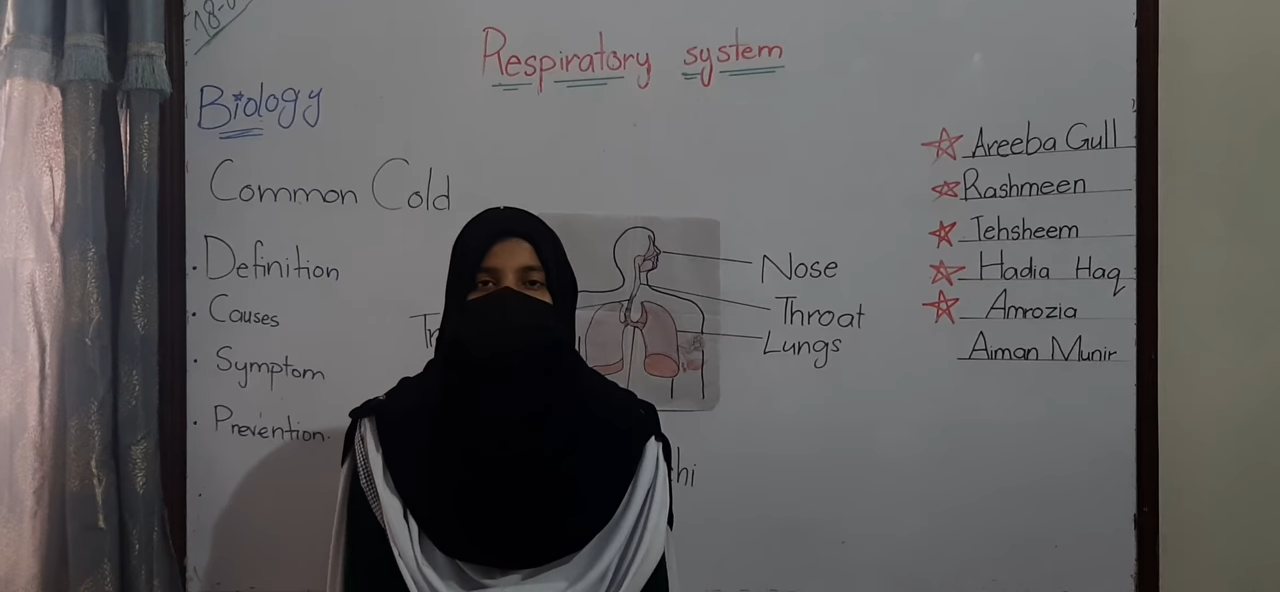 Respiratory system
Biology
Common Cold
Definition
Causes
Symptom
Prevention.
Nose
Throat
Lungs
Areeba Gull
Rashmeen
Tehsheem
Hadia Haq
Amrozia
Aiman Munir